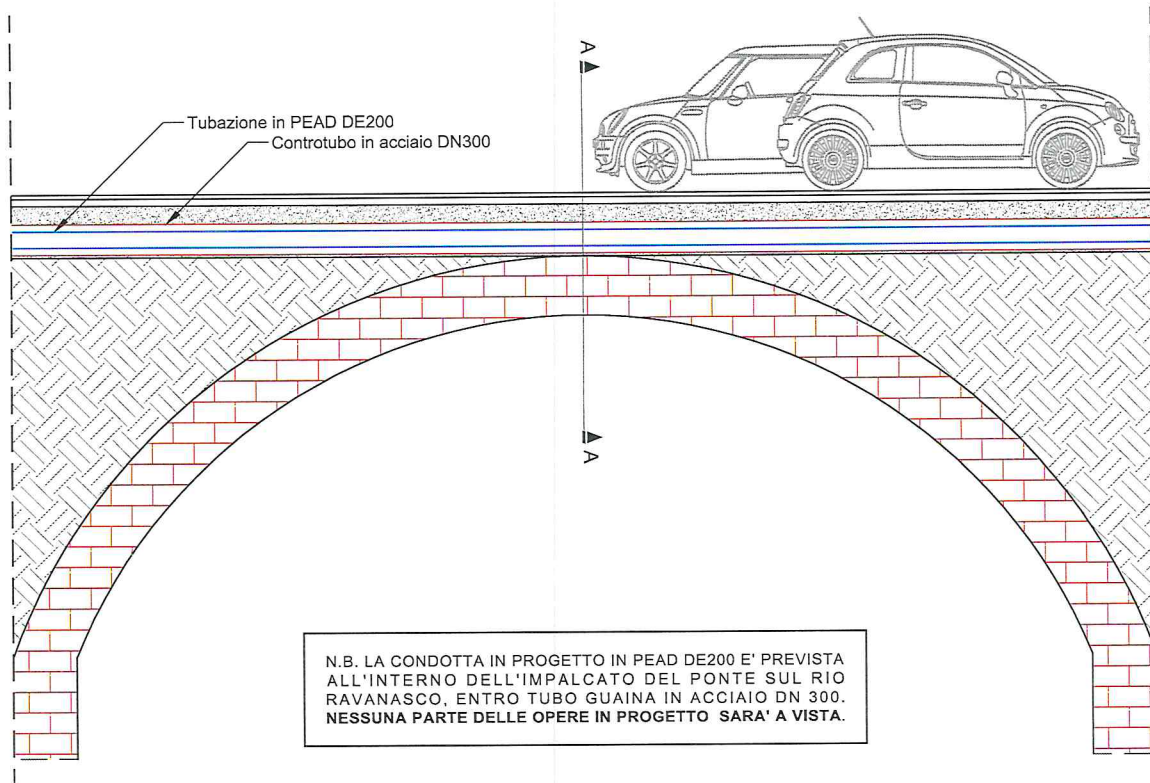 A
Tubazione in PEAD DE200
Controtubo in acciaio DN300
A
N.B. LA CONDOTTA IN PROGETTO IN PEAD DE200 E' PREVISTA
ALL'INTERNO DELL'IMPALCATO DEL PONTE SUL RIO
RAVANASCO, ENTRO TUBO GUAINA IN ACCIAIO DN 300.
NESSUNA PARTE DELLE OPERE IN PROGETTO SARA' A VISTA.